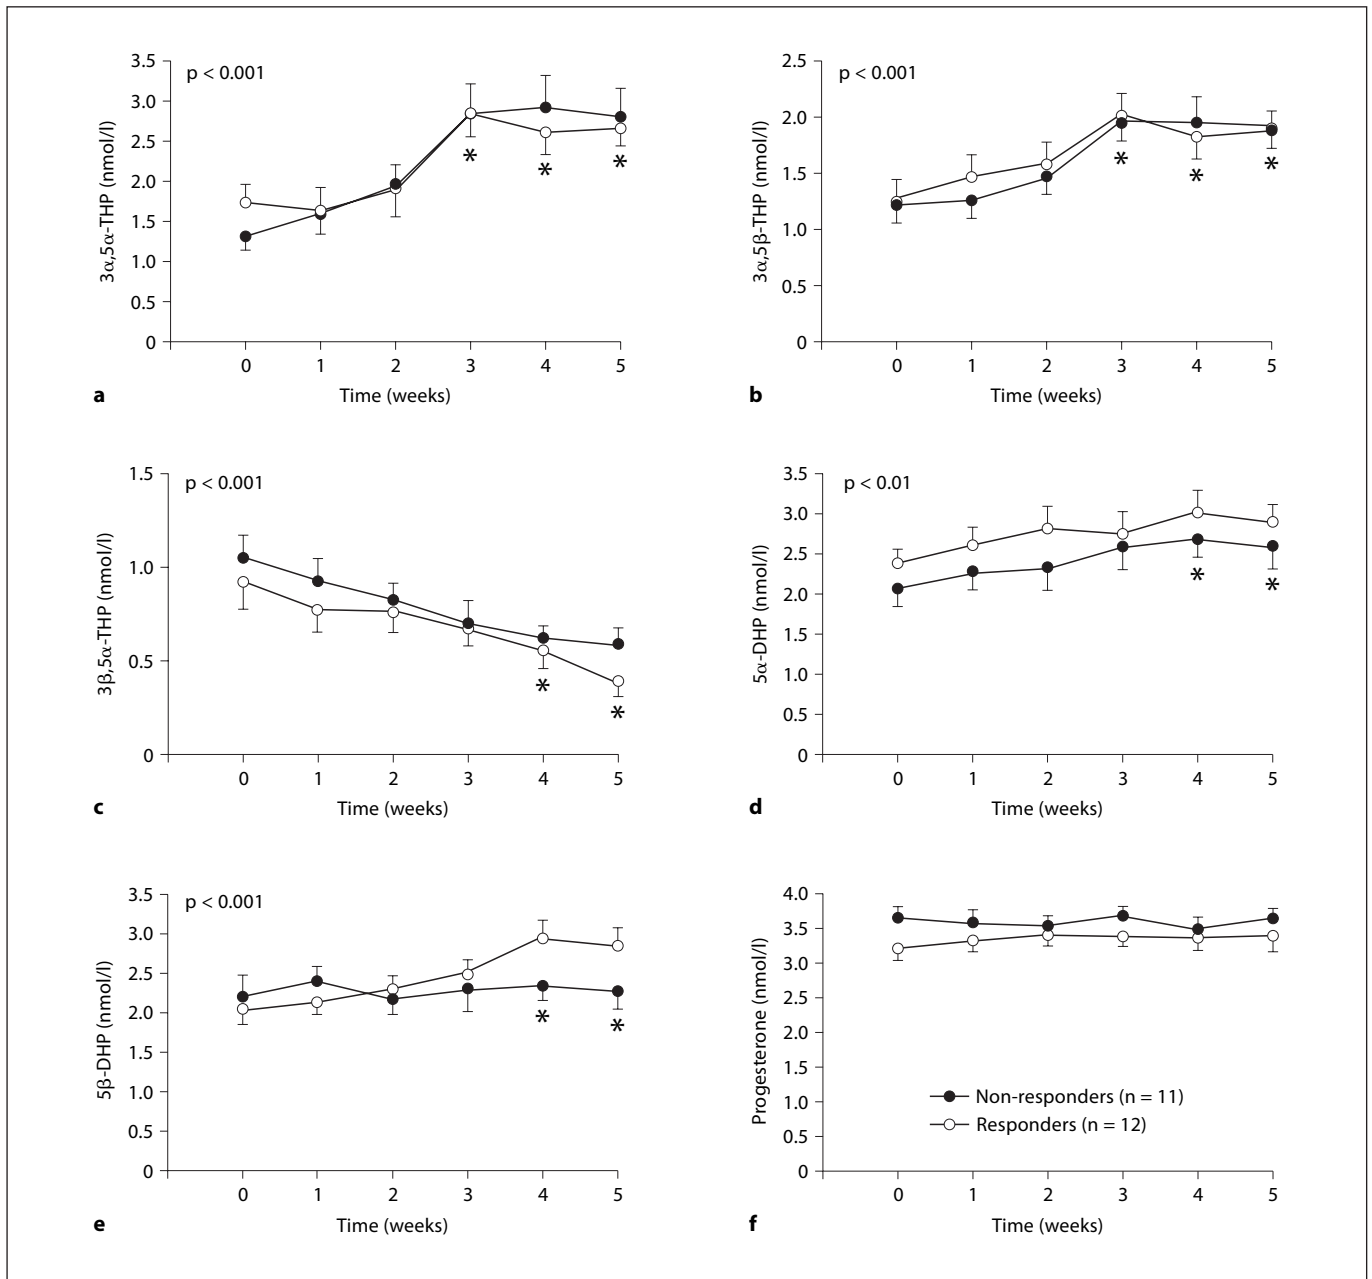 p < 0.001
3α,5α-THP (nmol/l)
3.5
3.0
2.5
2.0
1.5
1.0
0.5
0
*
*
*
0 1 2 3 4 5
Time (weeks)
a
p < 0.001
3α,5β-THP (nmol/l)
2.5
2.0
1.5
1.0
0.5
0
*
*
*
0 1 2 3 4 5
Time (weeks)
b
p < 0.001
3β,5α-THP (nmol/l)
1.5
1.0
0.5
0
*
*
0 1 2 3 4 5
Time (weeks)
c
p < 0.01
5α-DHP (nmol/l)
3.5
3.0
2.5
2.0
1.5
1.0
0.5
0
*
*
0 1 2 3 4 5
Time (weeks)
d
p < 0.001
5β-DHP (nmol/l)
3.5
3.0
2.5
2.0
1.5
1.0
0.5
0
*
*
0 1 2 3 4 5
Time (weeks)
e
Progesterone (nmol/l)
4.0
3.5
3.0
2.5
2.0
1.5
1.0
0.5
0
Non-responders (n = 11)
Responders (n = 12)
0 1 2 3 4 5
Time (weeks)
f